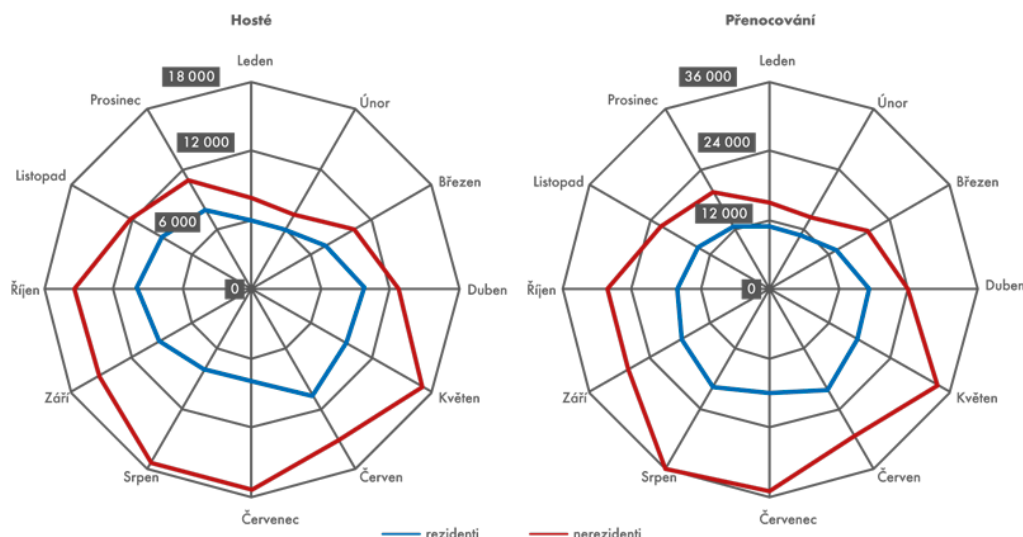 Hosté
Leden
Únor
Březen
Duben
Květen
Červen
Červenec
Srpen
Září
Říjen
Listopad
Prosinec
18 000
12 000
6 000
0
Přenocování
Leden
Únor
Březen
Duben
Květen
Červen
Červenec
Srpen
Září
Říjen
Listopad
Prosinec
36 000
24 000
12 000
0
rezidenti
nerezidenti